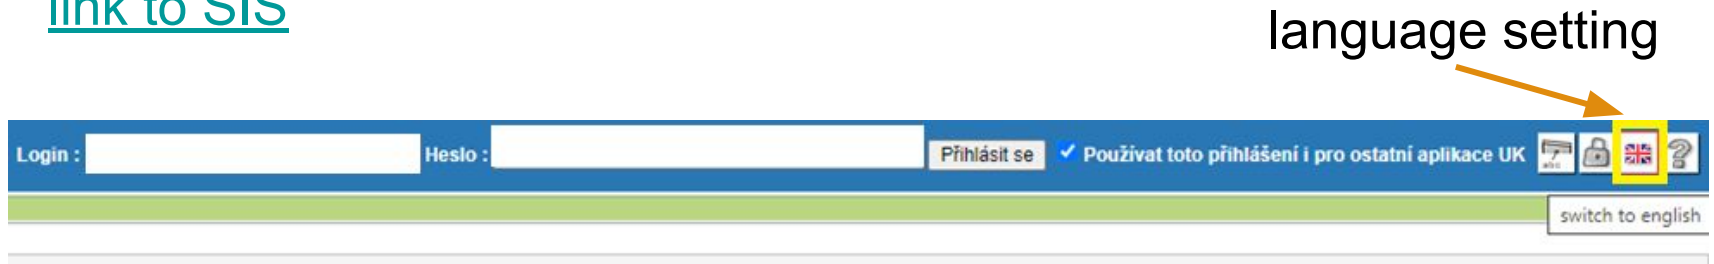 link to SIS
language setting
Login : Heslo : Přihlásit se Používat toto přihlášení i pro ostatní aplikace UK
switch to english